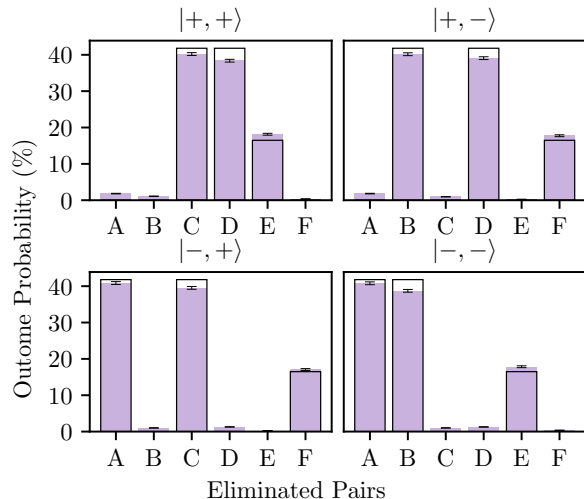 |+, +⟩ |+, −⟩
40
30
20
10
0
A B C D E F A B C D E F
|−, +⟩ |−, −⟩
40
30
20
10
0
A B C D E F A B C D E F
Outome Probability (%)
Eliminated Pairs